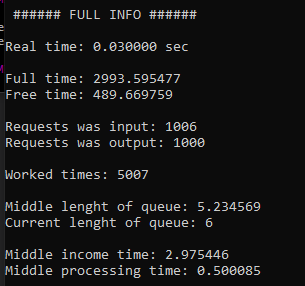 ###### FULL INFO ######
Real time: 0.030000 sec
Full time: 2993.595477
Free time: 489.669759
Requests was input: 1006
Requests was output: 1000
Worked times: 5007
Middle lenght of queue: 5.234569
Current lenght of queue: 6
Middle income time: 2.975446
Middle processing time: 0.500085